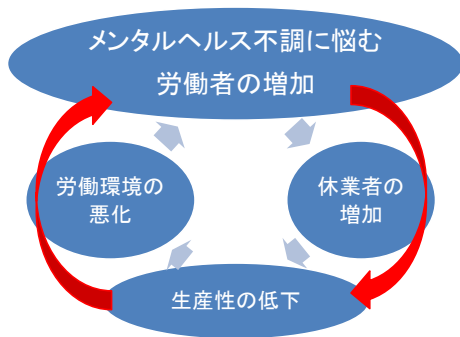 メンタルヘルス不調に悩む
労働者の増加
労働環境の
悪化
休業者の
増加
生産性の低下